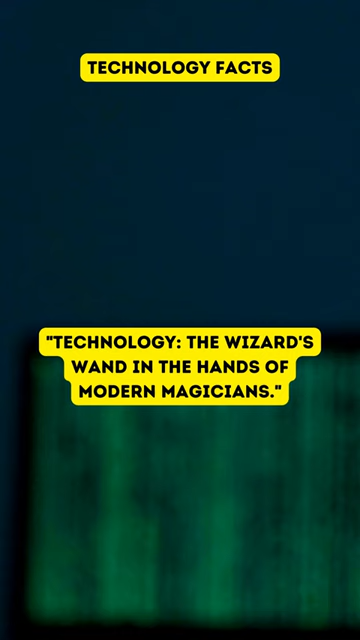 TECHNOLOGY FACTS
"TECHNOLOGY: THE WIZARD'S
WAND IN THE HANDS OF
MODERN MAGICIANS."